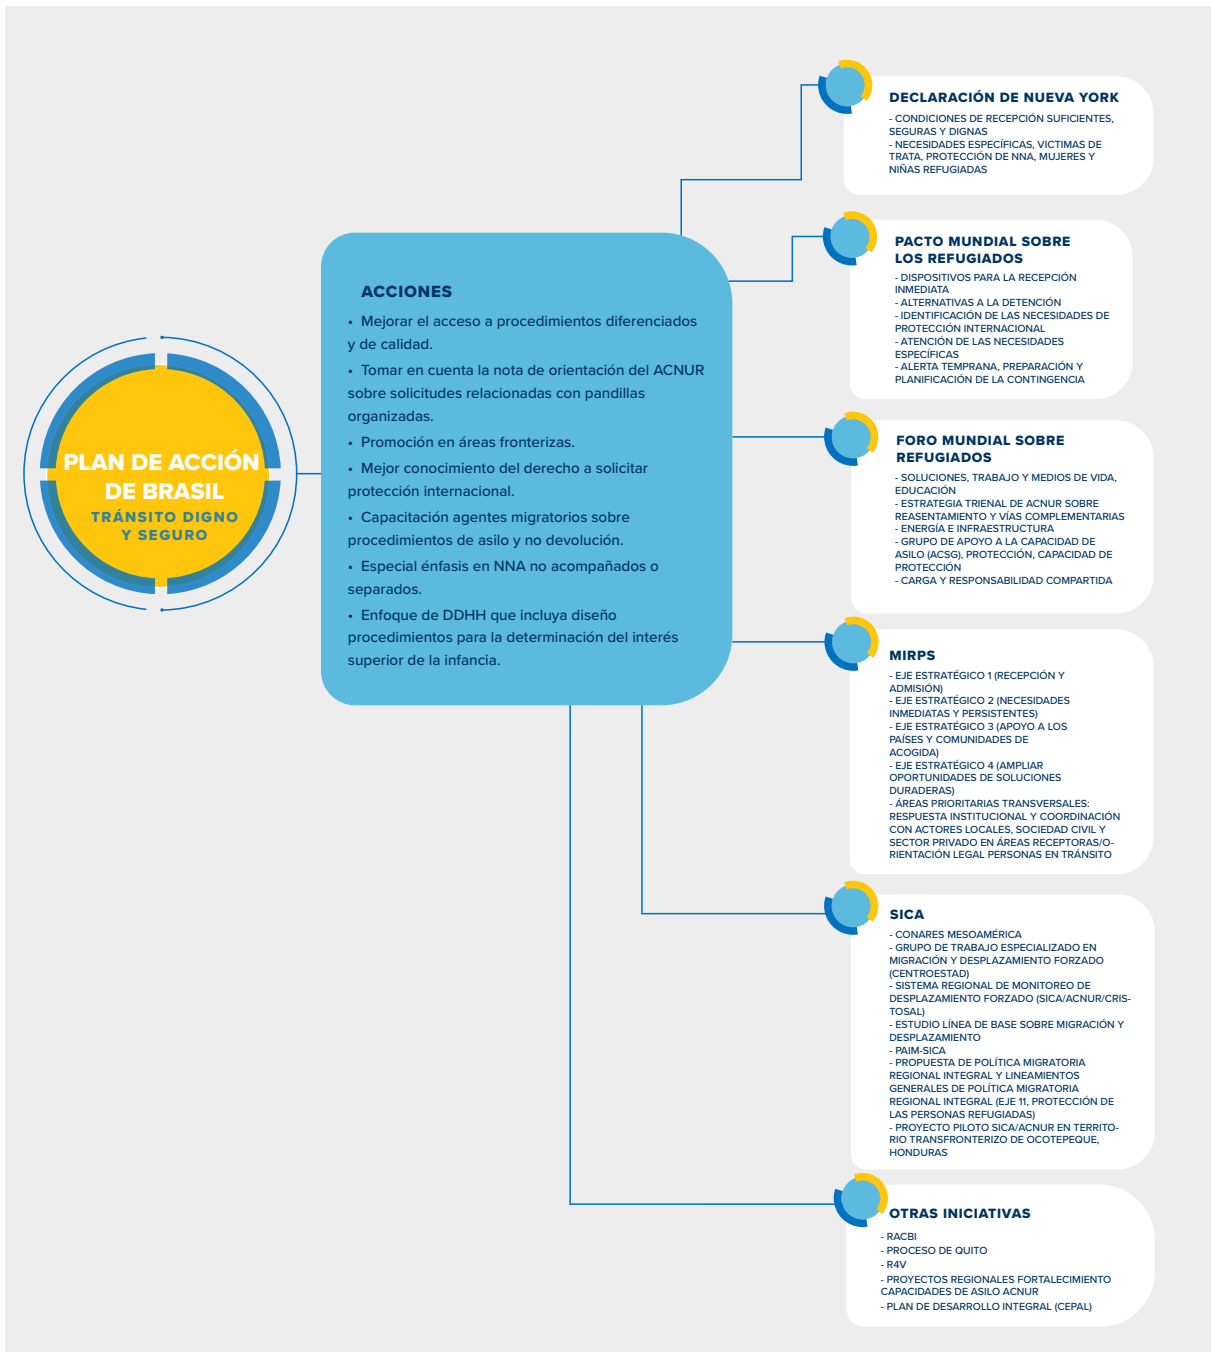 PLAN DE ACCIÓN
DE BRASIL
TRÁNSITO DIGNO
Y SEGURO
ACCIONES
• Mejorar el acceso a procedimientos diferenciados
y de calidad.
• Tomar en cuenta la nota de orientación del ACNUR
sobre solicitudes relacionadas con pandillas
organizadas.
• Promoción en áreas fronterizas.
• Mejor conocimiento del derecho a solicitar
protección internacional.
• Capacitación agentes migratorios sobre
procedimientos de asilo y no devolución.
• Especial énfasis en NNA no acompañados o
separados.
• Enfoque de DDHH que incluya diseño
procedimientos para la determinación del interés
superior de la infancia.
DECLARACIÓN DE NUEVA YORK
- CONDICIONES DE RECEPCIÓN SUFICIENTES,
SEGURAS Y DIGNAS
- NECESIDADES ESPECÍFICAS, VICTIMAS DE
TRATA, PROTECCIÓN DE NNA, MUJERES Y
NIÑAS REFUGIADAS
PACTO MUNDIAL SOBRE
LOS REFUGIADOS
- DISPOSITIVOS PARA LA RECEPCIÓN
INMEDIATA
- ALTERNATIVAS A LA DETENCIÓN
- IDENTIFICACIÓN DE LAS NECESIDADES DE
PROTECCIÓN INTERNACIONAL
- ATENCIÓN DE LAS NECESIDADES
ESPECÍFICAS
- ALERTA TEMPRANA, PREPARACIÓN Y
PLANIFICACIÓN DE LA CONTINGENCIA
FORO MUNDIAL SOBRE
REFUGIADOS
- SOLUCIONES, TRABAJO Y MEDIOS DE VIDA,
EDUCACIÓN
- ESTRATEGIA TRIENAL DE ACNUR SOBRE
REASENTAMIENTO Y VÍAS COMPLEMENTARIAS
- ENERGÍA E INFRAESTRUCTURA
- GRUPO DE APOYO A LA CAPACIDAD DE
ASILO (ACSG), PROTECCIÓN, CAPACIDAD DE
PROTECCIÓN
- CARGA Y RESPONSABILIDAD COMPARTIDA
MIRPS
- EJE ESTRATÉGICO 1 (RECEPCIÓN Y
ADMISIÓN)
- EJE ESTRATÉGICO 2 (NECESIDADES
INMEDIATAS Y PERSISTENTES)
- EJE ESTRATÉGICO 3 (APOYO A LOS
PAÍSES Y COMUNIDADES DE
ACOGIDA)
- EJE ESTRATÉGICO 4 (AMPLIAR
OPORTUNIDADES DE SOLUCIONES
DURADERAS)
- ÁREAS PRIORITARIAS TRANSVERSALES:
RESPUESTA INSTITUCIONAL Y COORDINACIÓN
CON ACTORES LOCALES, SOCIEDAD CIVIL Y
SECTOR PRIVADO EN ÁREAS RECEPTORAS/O-
RIENTACIÓN LEGAL PERSONAS EN TRÁNSITO
SICA
- CONARES MESOAMÉRICA
- GRUPO DE TRABAJO ESPECIALIZADO EN
MIGRACIÓN Y DESPLAZAMIENTO FORZADO
(CENTROESTAD)
- SISTEMA REGIONAL DE MONITOREO DE
DESPLAZAMIENTO FORZADO (SICA/ACNUR/CRIS-
TOSAL)
- ESTUDIO LÍNEA DE BASE SOBRE MIGRACIÓN Y
DESPLAZAMIENTO
- PAIM-SICA
- PROPUESTA DE POLÍTICA MIGRATORIA
REGIONAL INTEGRAL Y LINEAMIENTOS
GENERALES DE POLÍTICA MIGRATORIA
REGIONAL INTEGRAL (EJE 11, PROTECCIÓN DE
LAS PERSONAS REFUGIADAS)
- PROYECTO PILOTO SICA/ACNUR EN TERRITO-
RIO TRANSFRONTERIZO DE OCOTEPEQUE,
HONDURAS
OTRAS INICIATIVAS
- RACBI
- PROCESO DE QUITO
- R4V
- PROYECTOS REGIONALES FORTALECIMIENTO
CAPACIDADES DE ASILO ACNUR
- PLAN DE DESARROLLO INTEGRAL (CEPAL)